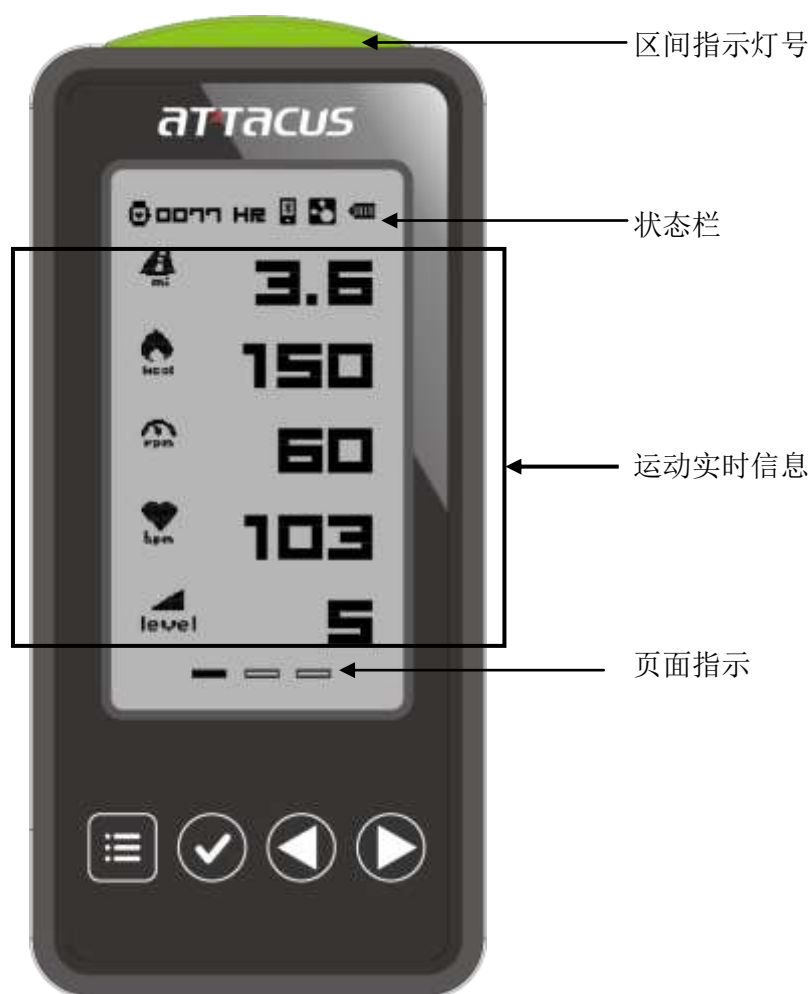 区间指示灯号
ATTACUS
0077 HR
状态栏
mi
3.6
kcal
150
rpm
60
运动实时信息
bpm
103
level
5
页面指示